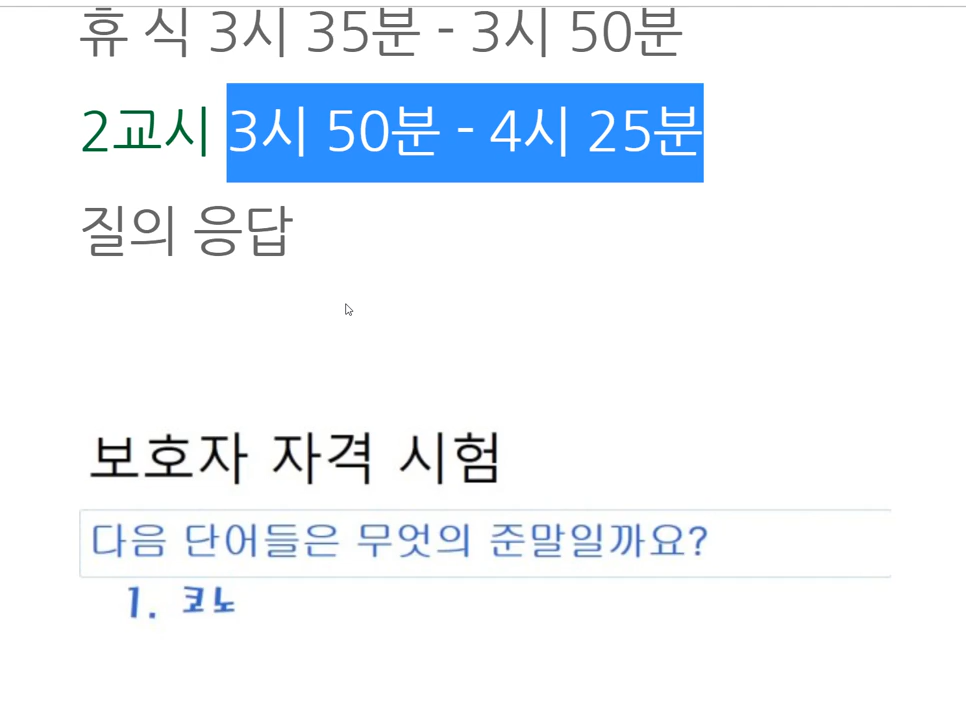 휴 식 3시 35분 - 3시 50분
2교시 3시 50분 - 4시 25분
질의 응답
보호자 자격 시험
다음 단어들은 무엇의 준말일까요?
1. 코노